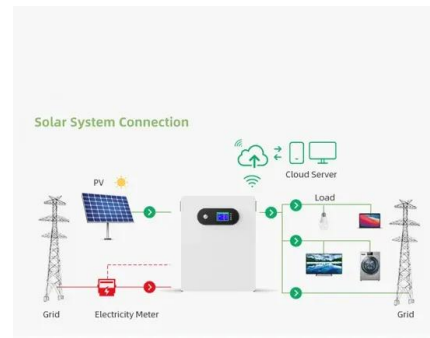 Solar System Connection
Cloud Server
PV
Load
Grid
Electricity Meter
Grid